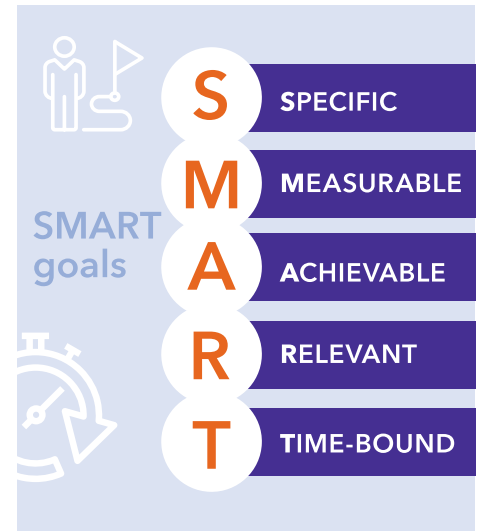 SMART
goals
S
SPECIFIC
M
MEASURABLE
A
ACHIEVABLE
R
RELEVANT
T
TIME-BOUND